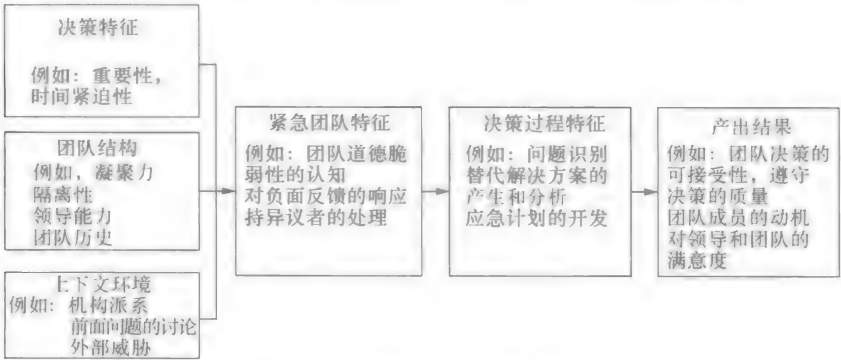 决策特征
例如：重要性，
时间紧迫性
团队结构
例如，凝聚力
隔离性
领导能力
团队历史
上下文环境
例如：机构派系
前面问题的讨论
外部威胁
紧急团队特征
例如：团队道德脆
弱性的认知
对负面反馈的响应
持异议者的处理
决策过程特征
例如：问题识别
替代解决方案的
产生和分析
应急计划的开发
产出结果
例如：团队决策的
可接受性，遵守
决策的质量
团队成员的动机
对领导和团队的
满意度